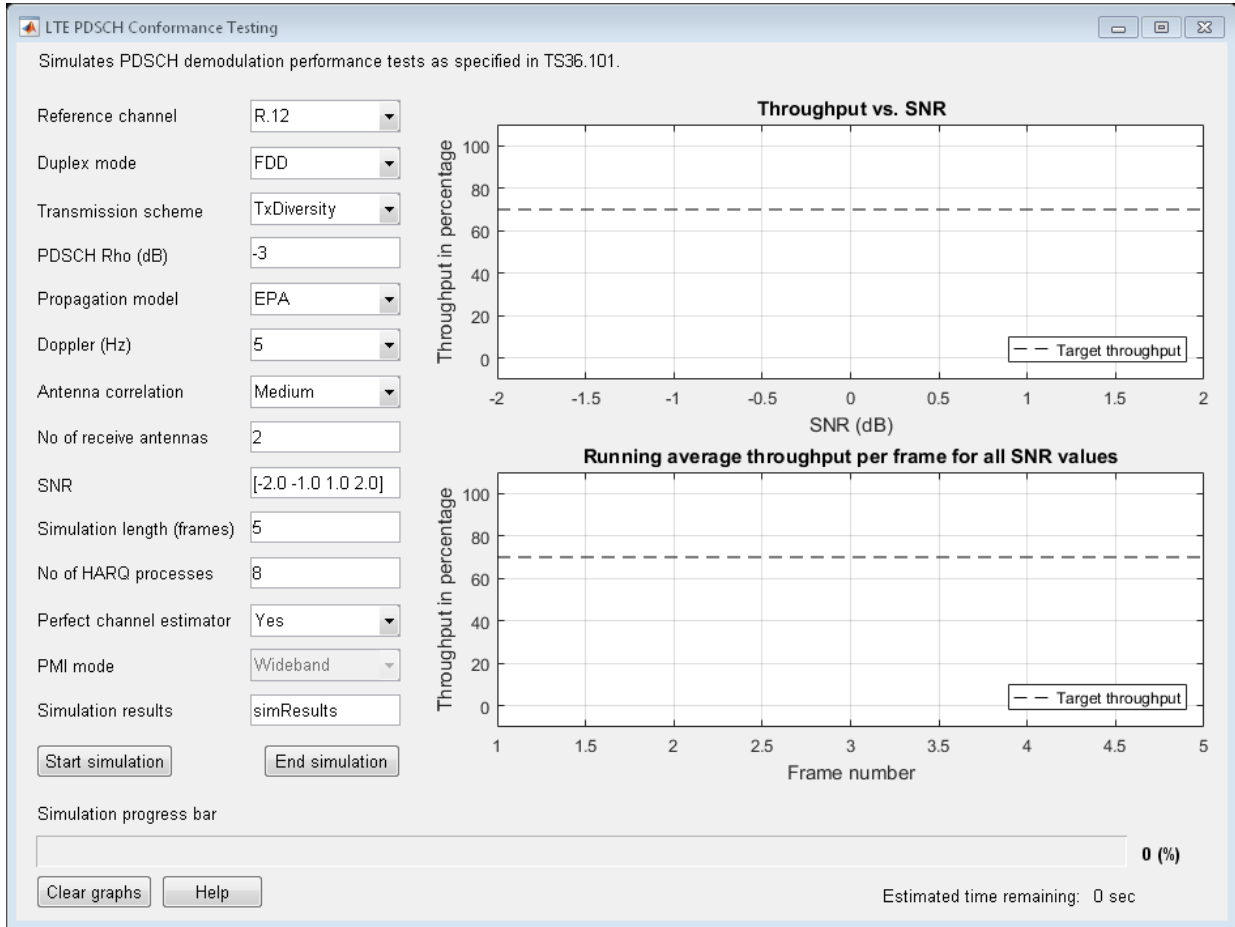 LTE PDSCH Conformance Testing
Simulates PDSCH demodulation performance tests as specified in TS36.101.
Reference channel R.12
Duplex mode FDD
Transmission scheme TxDiversity
PDSCH Rho (dB) -3
Propagation model EPA
Doppler (Hz) 5
Antenna correlation Medium
No of receive antennas 2
SNR [-2.0 -1.0 1.0 2.0]
Simulation length (frames) 5
No of HARQ processes 8
Perfect channel estimator Yes
PMI mode Wideband
Simulation results simResults
Start simulation End simulation
Throughput vs. SNR
Throughput in percentage
100
80
60
40
20
0
Target throughput
-2 -1.5 -1 -0.5 0 0.5 1 1.5 2
SNR (dB)
Running average throughput per frame for all SNR values
Throughput in percentage
100
80
60
40
20
0
Target throughput
1 1.5 2 2.5 3 3.5 4 4.5 5
Frame number
Simulation progress bar
0 (%)
Clear graphs Help
Estimated time remaining: 0 sec